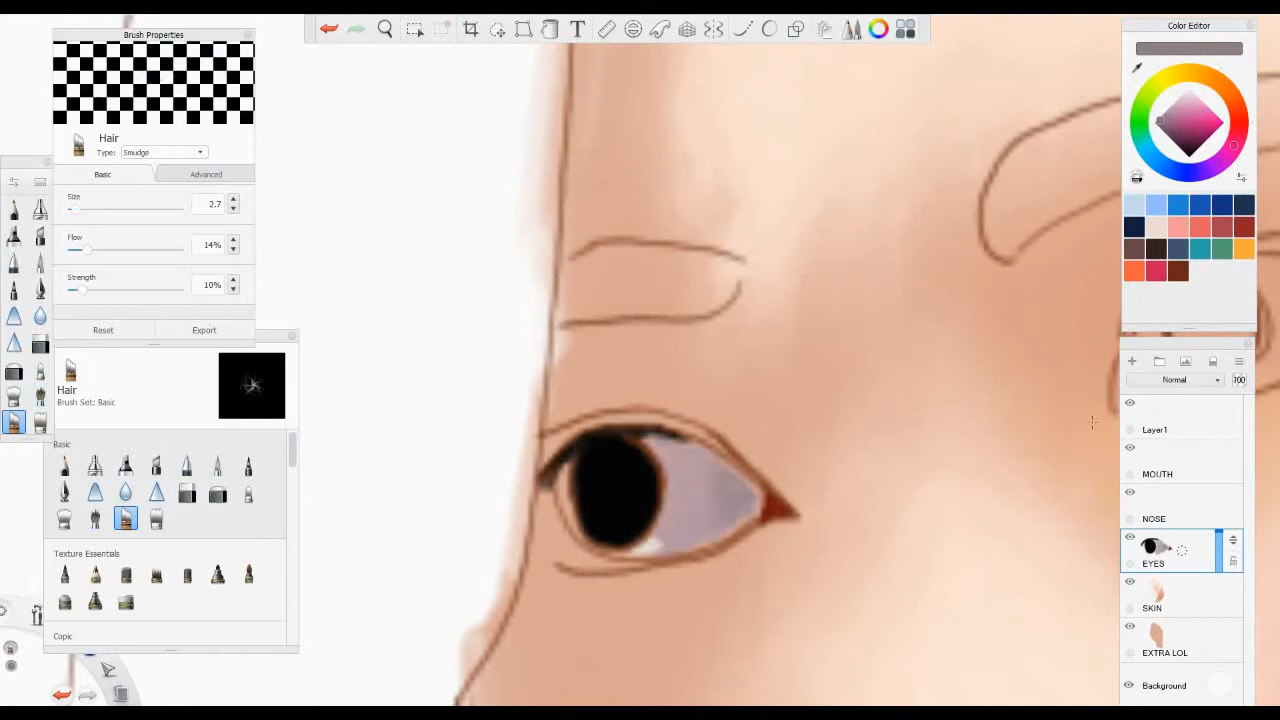 Brush Properties
Hair
Type: Smudge
Basic
Advanced
Size
2.7
Flow
14%
Strength
10%
Reset
Export
Hair
Brush Set: Basic
Basic
Texture Essentials
Copic
T
Color Editor
Normal
100
Layer1
MOUTH
NOSE
EYES
SKIN
EXTRA LOL
Background